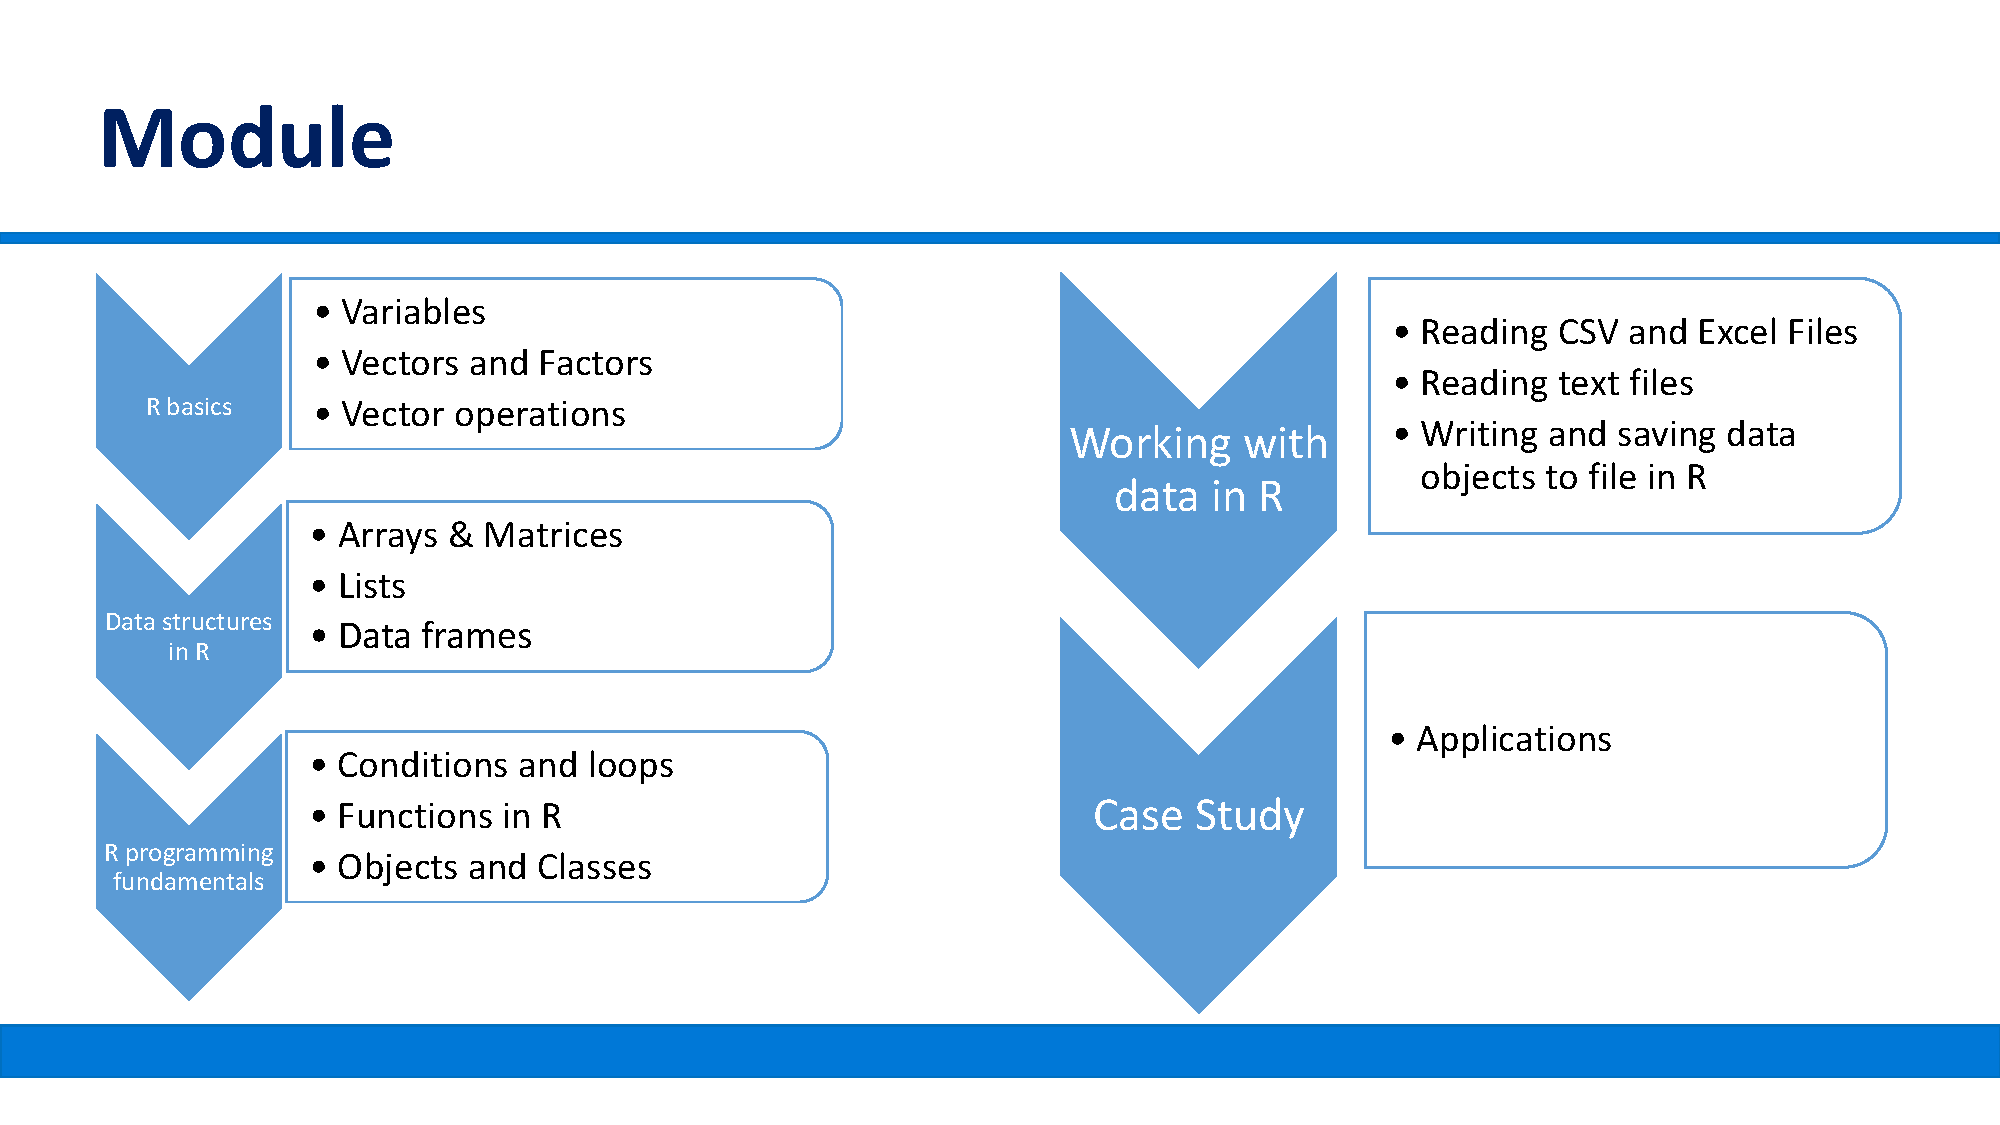 Module
R basics
• Variables
• Vectors and Factors
• Vector operations
Data structures
in R
• Arrays & Matrices
• Lists
• Data frames
R programming
fundamentals
• Conditions and loops
• Functions in R
• Objects and Classes
Working with
data in R
• Reading CSV and Excel Files
• Reading text files
• Writing and saving data
objects to file in R
Case Study
• Applications